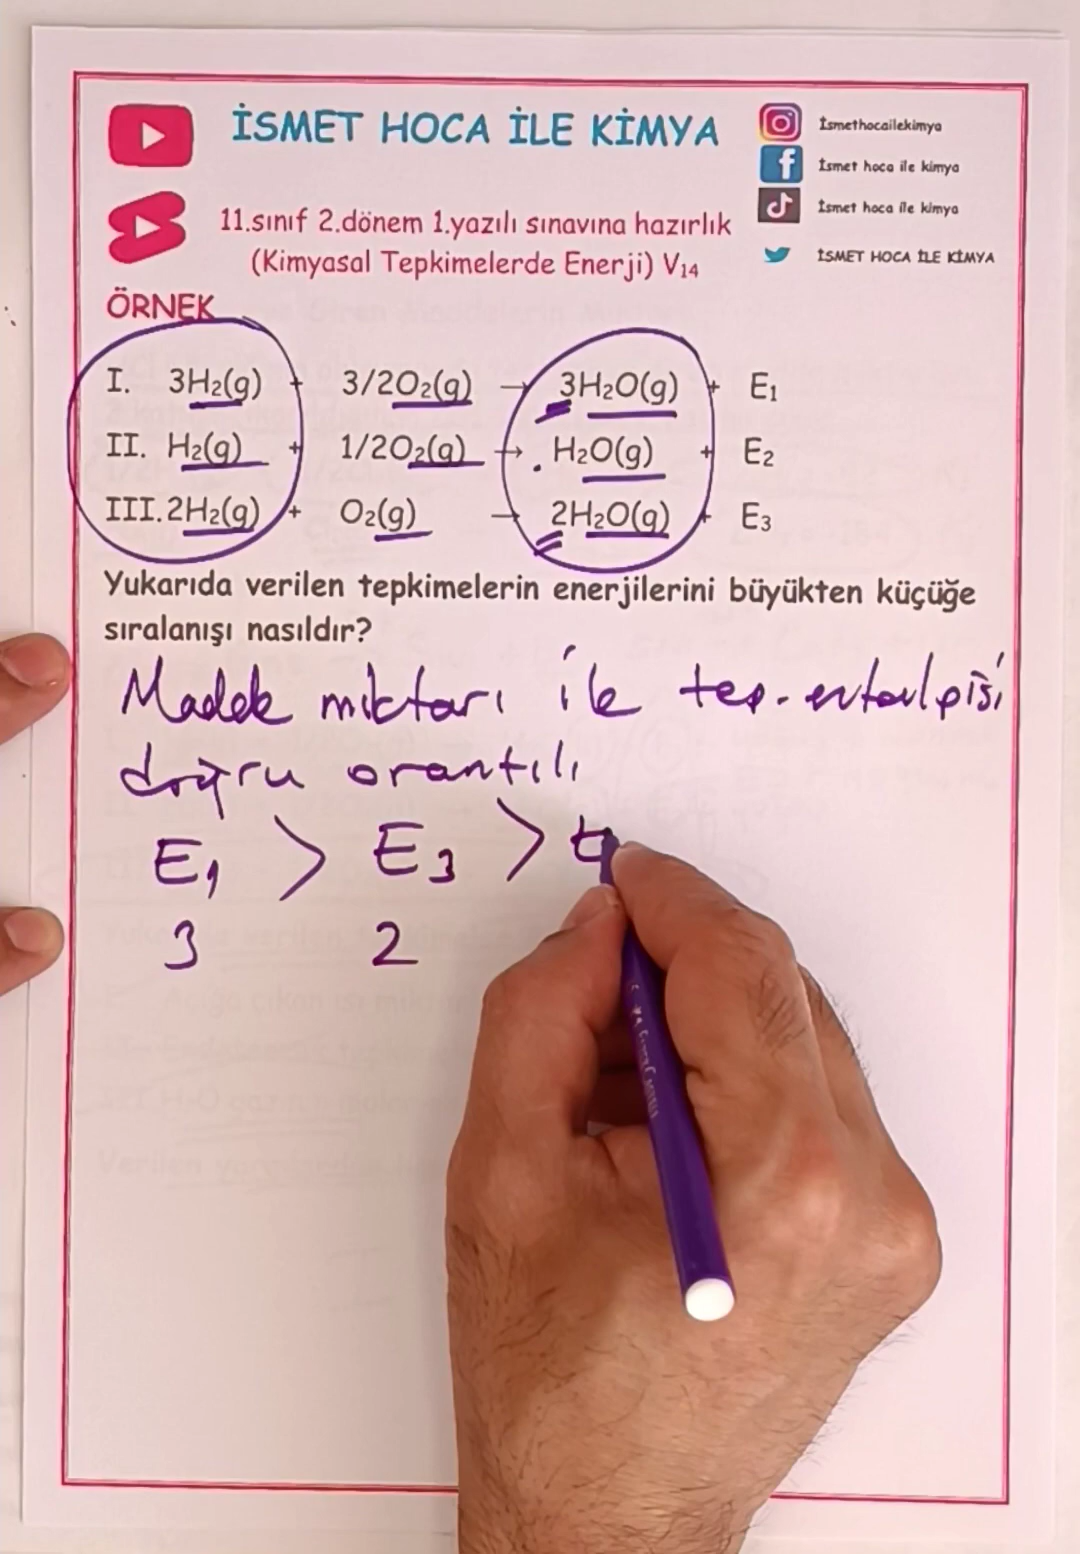 İSMET HOCA İLE KİMYA
İsmethocailekimya
İsmet hoca ile kimya
İsmet hoca ile kimya
İSMET HOCA İLE KİMYA
11.sınıf 2.dönem 1.yazılı sınavına hazırlık
(Kimyasal Tepkimelerde Enerji) V14
ÖRNEK
I. 3H₂(g) + 3/2O₂(g) → 3H₂O(g) + E₁
II. H₂(g) + 1/2O₂(g) → H₂O(g) + E₂
III. 2H₂(g) + O₂(g) → 2H₂O(g) + E₃
Yukarıda verilen tepkimelerin enerjilerini büyükten küçüğe
sıralanışı nasıldır?
Madde miktarı ile tep. entalpisi
doğru orantılı
E₁ > E₃ >
3 2